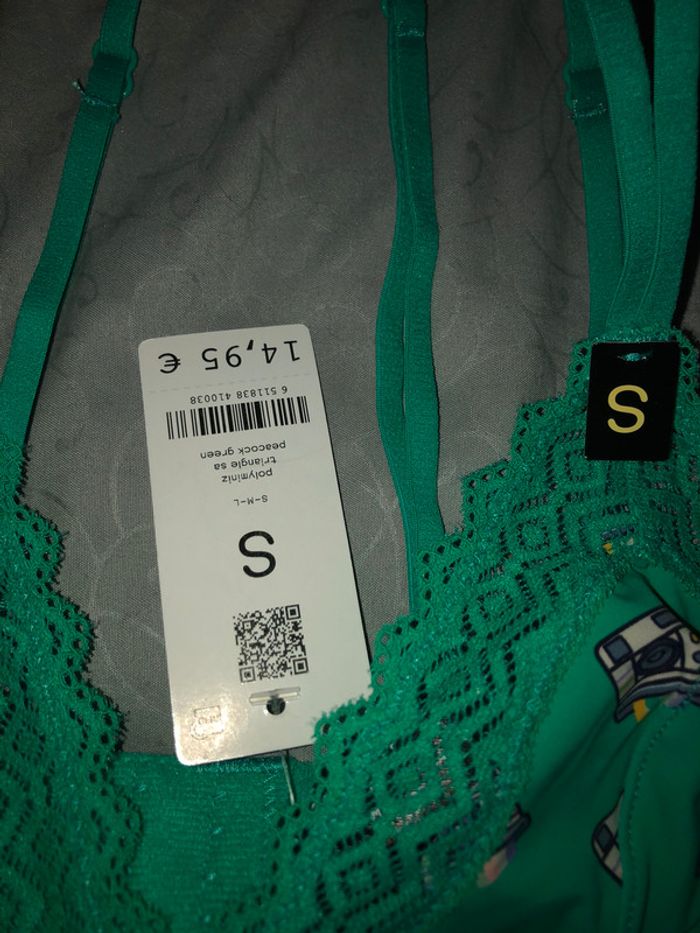 14,95 €
6 511838 410038
polyminiz
triangle sa
peacock green
S-M-L
S
S